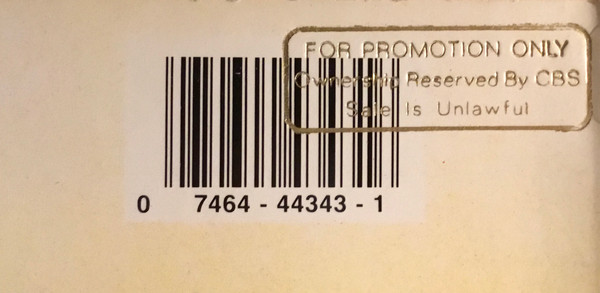 FOR PROMOTION ONLY
Ownership Reserved By CBS
Sale Is Unlawful
0 7464 - 44343 - 1